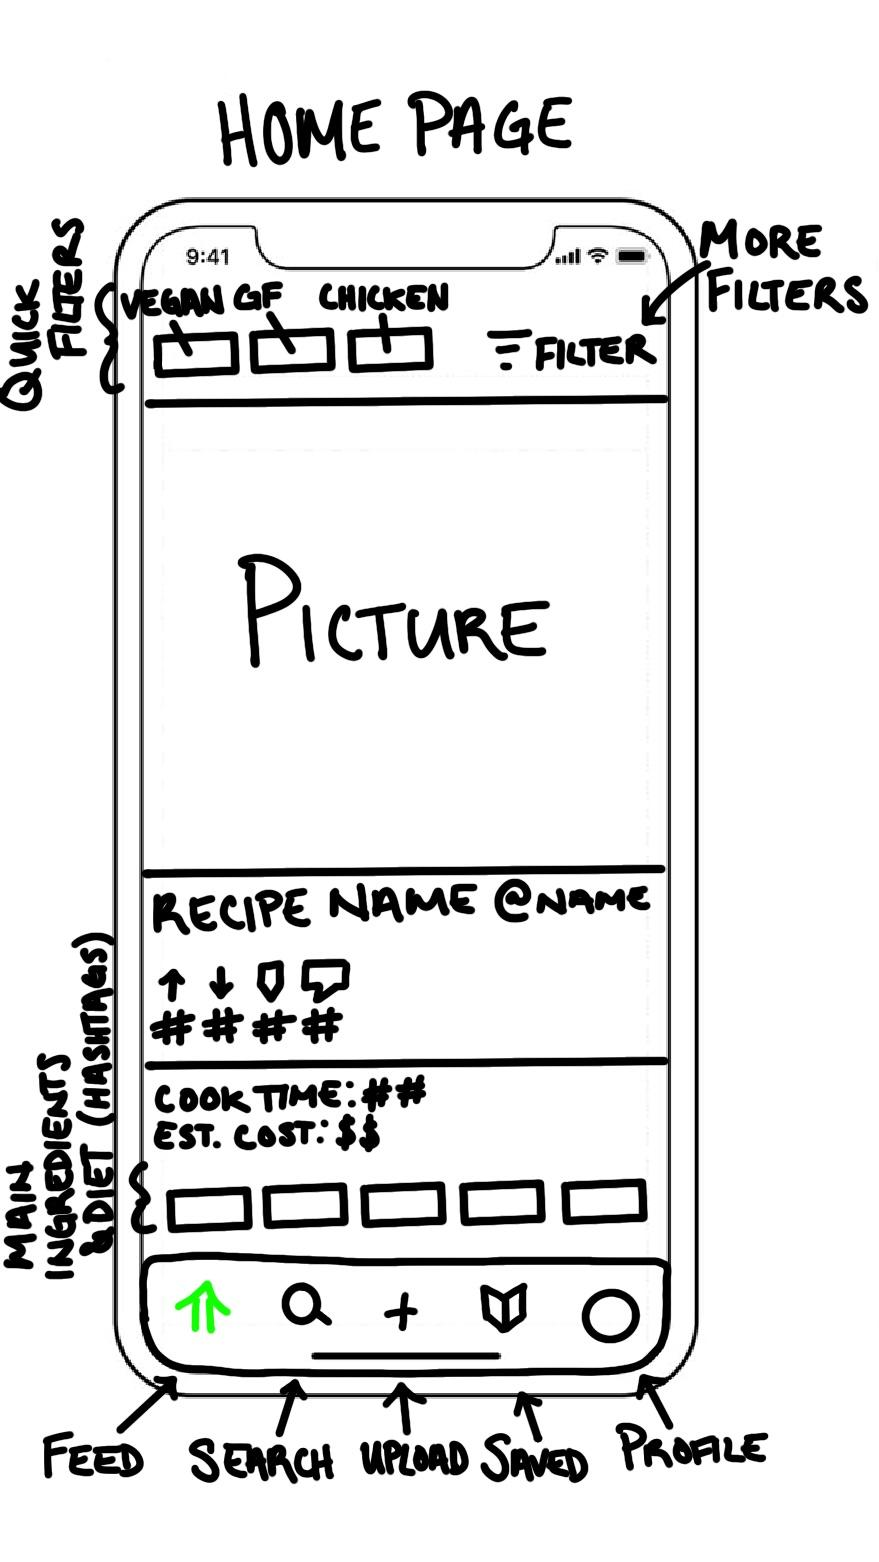 HOME PAGE
QUICK
FILTERS
MORE
FILTERS
9:41
VEGAN GF CHICKEN
FILTER
PICTURE
RECIPE NAME @NAME
# # # #
COOK TIME: ##
EST. COST: $$
MAIN
INGREDIENTS
& DIET (HASHTAGS)
FEED SEARCH UPLOAD SAVED PROFILE